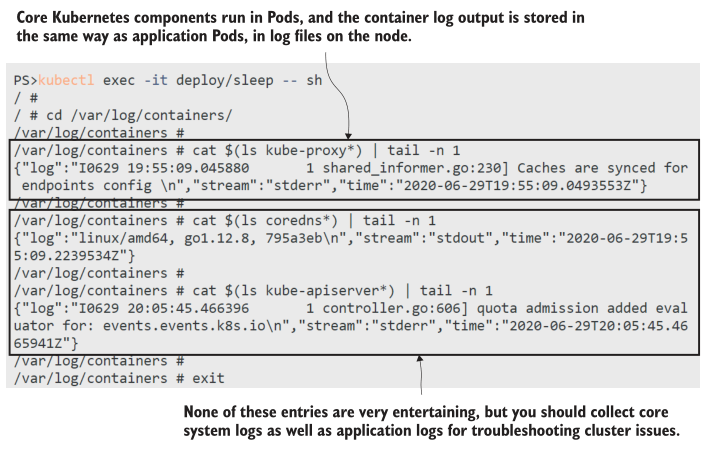 Core Kubernetes components run in Pods, and the container log output is stored in
the same way as application Pods, in log files on the node.
PS>kubectl exec -it deploy/sleep -- sh
/ #
/ # cd /var/log/containers/
/var/log/containers #
/var/log/containers # cat $(ls kube-proxy*) | tail -n 1
{"log":"I0629 19:55:09.045880       1 shared_informer.go:230] Caches are synced for
 endpoints config \n","stream":"stderr","time":"2020-06-29T19:55:09.0493553Z"}
/var/log/containers #
/var/log/containers # cat $(ls coredns*) | tail -n 1
{"log":"linux/amd64, go1.12.8, 795a3eb\n","stream":"stdout","time":"2020-06-29T19:5
5:09.2239534Z"}
/var/log/containers #
/var/log/containers # cat $(ls kube-apiserver*) | tail -n 1
{"log":"I0629 20:05:45.466396       1 controller.go:606] quota admission added eval
uator for: events.events.k8s.io\n","stream":"stderr","time":"2020-06-29T20:05:45.46
65941Z"}
/var/log/containers #
/var/log/containers # exit
None of these entries are very entertaining, but you should collect core
system logs as well as application logs for troubleshooting cluster issues.